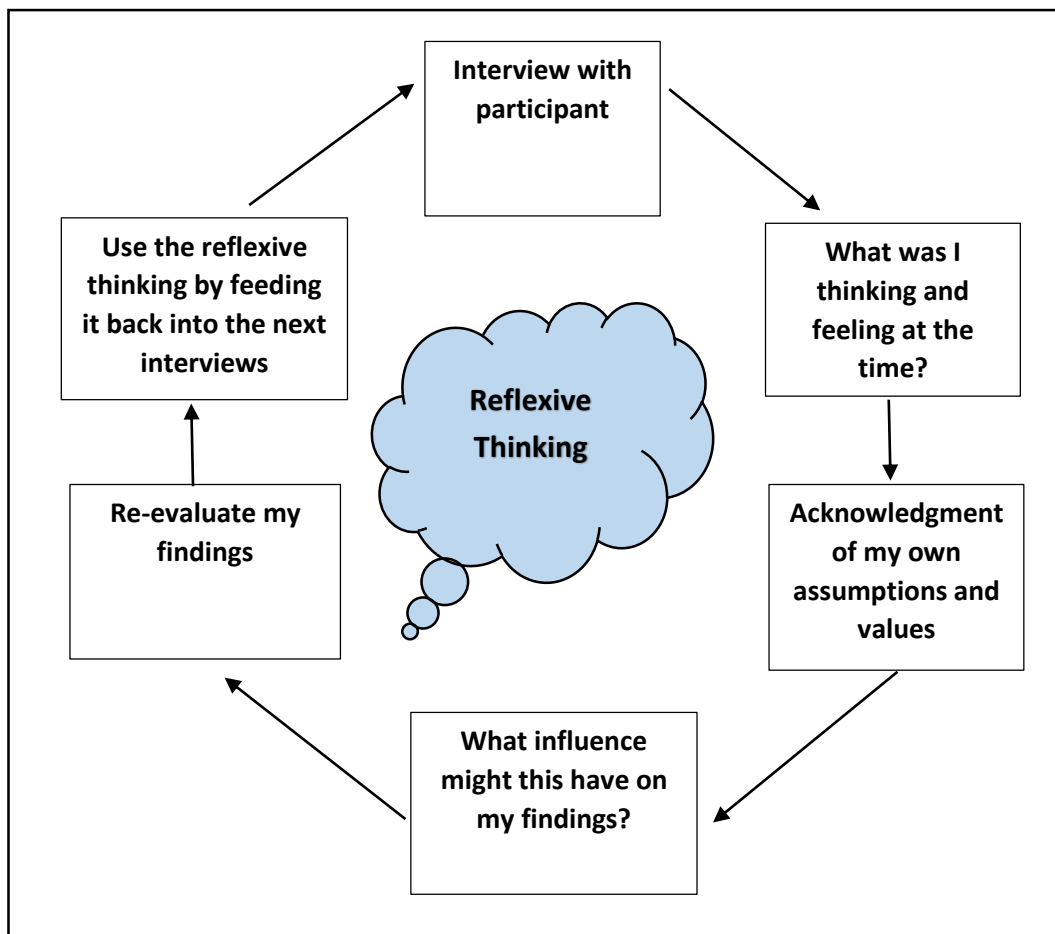 Interview with
participant
What was I
thinking and
feeling at the
time?
Acknowledgment
of my own
assumptions and
values
What influence
might this have on
my findings?
Re-evaluate my
findings
Use the reflexive
thinking by feeding
it back into the next
interviews
Reflexive
Thinking